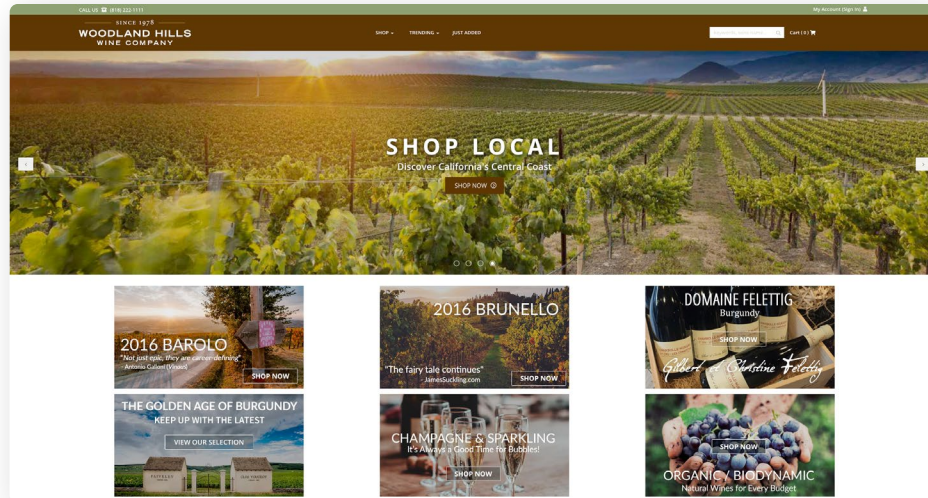 CALL US (818) 222-1111
My Account (Sign In)
SINCE 1978
WOODLAND HILLS
WINE COMPANY
SHOP
TRENDING
JUST ADDED
Cart ( 0 )
SHOP LOCAL
Discover California's Central Coast
SHOP NOW
2016 BAROLO
"Not just epic, they are career-defining"
- Antonio Galloni (Vinous)
SHOP NOW
2016 BRUNELLO
"The fairy tale continues"
- JamesSuckling.com
SHOP NOW
DOMAINE FELETTIG
Burgundy
SHOP NOW
Gilbert et Christine Felettig
THE GOLDEN AGE OF BURGUNDY
KEEP UP WITH THE LATEST
VIEW OUR SELECTION
CHAMPAGNE & SPARKLING
It's Always a Good Time for Bubbles!
SHOP NOW
SHOP NOW
ORGANIC / BIODYNAMIC
Natural Wines for Every Budget